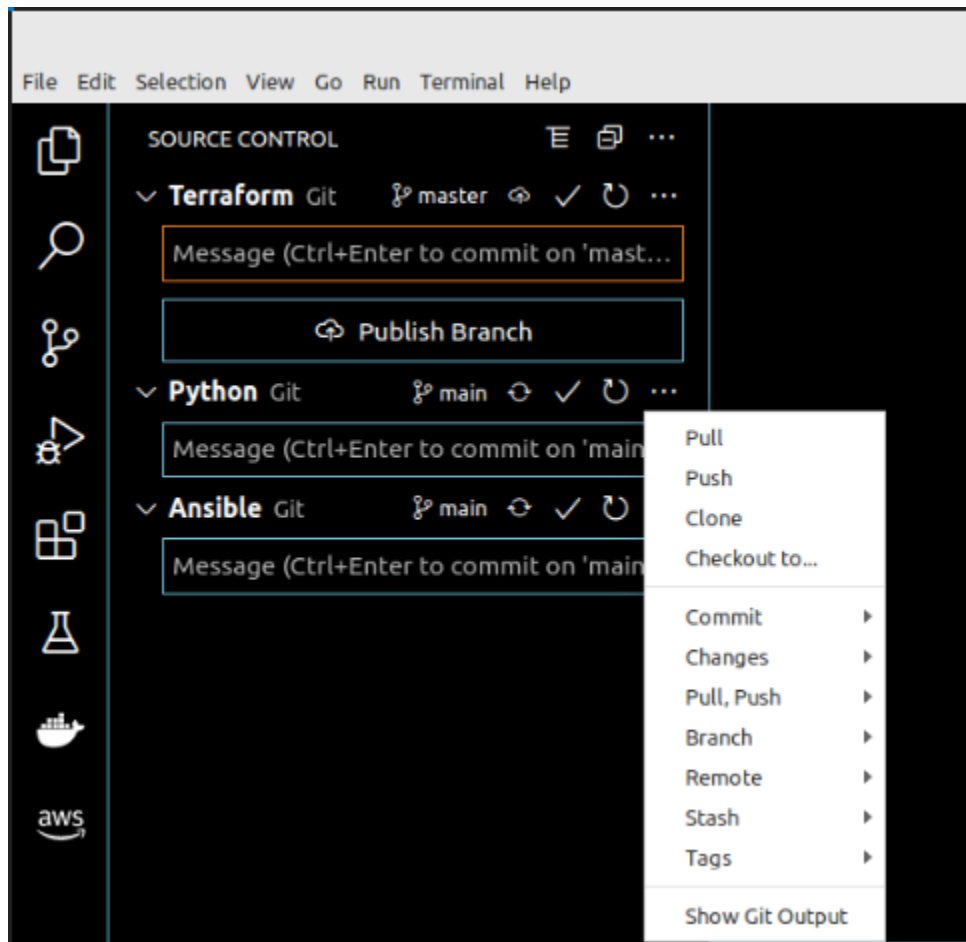 File Edit Selection View Go Run Terminal Help
SOURCE CONTROL
Terraform Git master
Message (Ctrl+Enter to commit on 'mast...
Publish Branch
Python Git main
Message (Ctrl+Enter to commit on 'main
Ansible Git main
Message (Ctrl+Enter to commit on 'main
aws
Pull
Push
Clone
Checkout to...
Commit
Changes
Pull, Push
Branch
Remote
Stash
Tags
Show Git Output